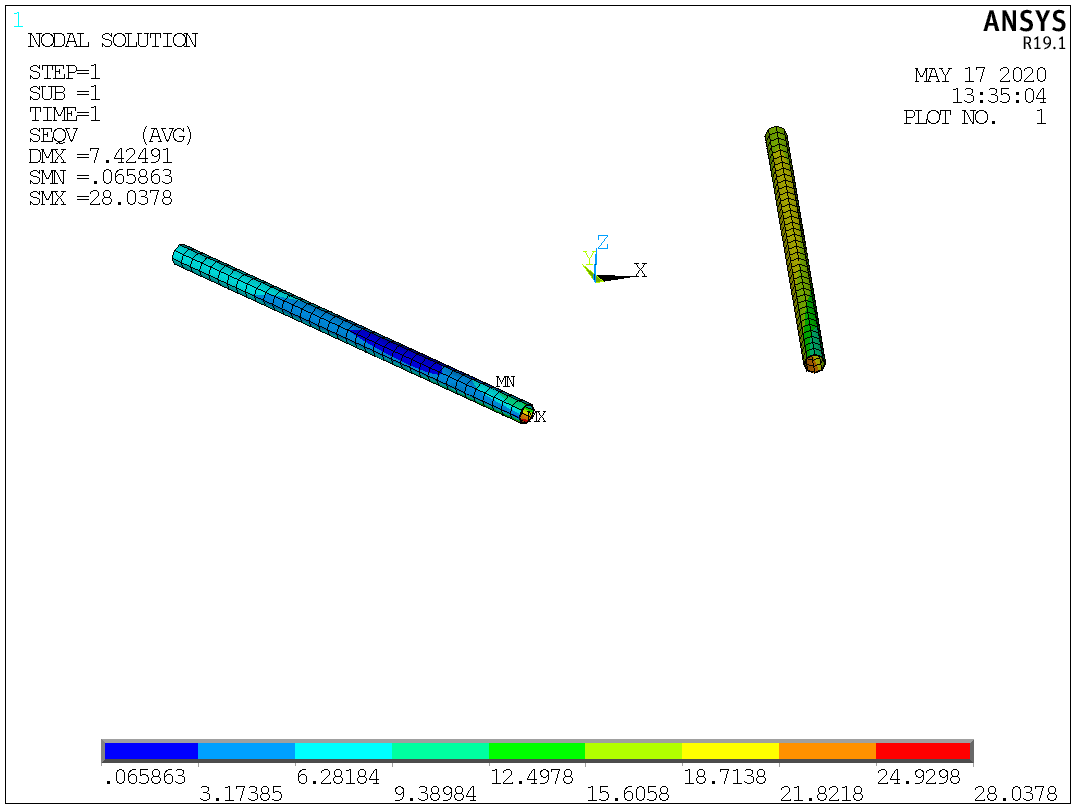 1
ANSYS
R19.1
NODAL SOLUTION
STEP=1
SUB =1
TIME=1
SEQV (AVG)
DMX =7.42491
SMN =.065863
SMX =28.0378
MAY 17 2020
13:35:04
PLOT NO. 1
Z
Y
X
MN
MX
.065863
3.17385
6.28184
9.38984
12.4978
15.6058
18.7138
21.8218
24.9298
28.0378